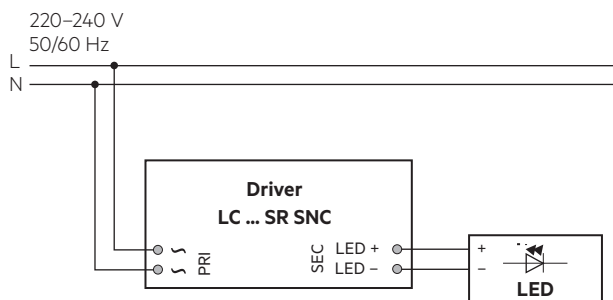 220–240 V
50/60 Hz
L
N
Driver
LC ... SR SNC
~ PRI SEC LED +
~ LED –
+
–
LED